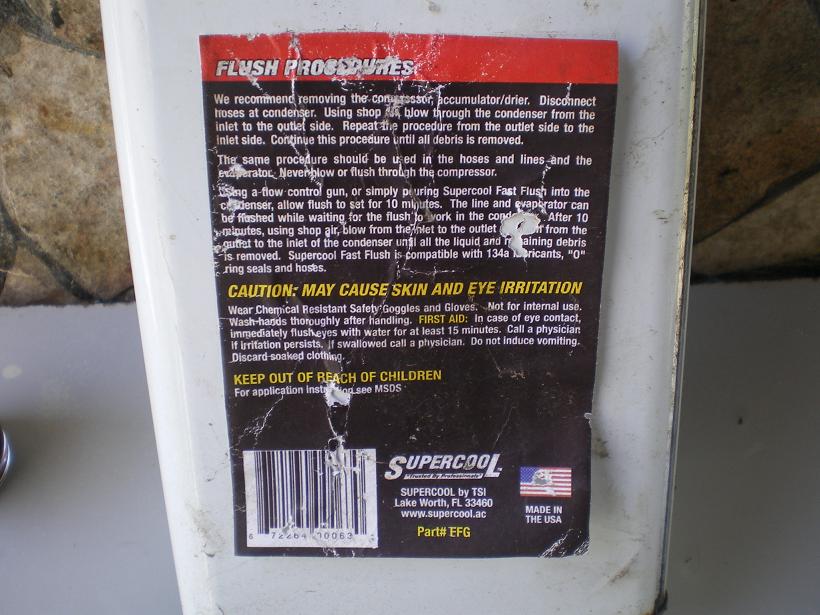 FLUSH PROCEDURES
We recommend removing the compressor, accumulator/drier. Disconnect
hoses at condenser. Using shop air, blow through the condenser from the
inlet to the outlet side. Repeat the procedure from the outlet side to the
inlet side. Continue this procedure until all debris is removed.
The same procedure should be used in the hoses and lines and the
evaporator. Never blow or flush through the compressor.
Using a flow control gun, or simply pouring Supercool Fast Flush into the
condenser, allow flush to set for 10 minutes. The line and evaporator can
be flushed while waiting for the flush to work in the After 10
minutes, using shop air, blow from the inlet to the outlet from the
outlet to the inlet of the condenser until all the liquid and remaining debris
is removed. Supercool Fast Flush is compatible with 134a lubricants, "O"
ring seals and hoses.
CAUTION: MAY CAUSE SKIN AND EYE IRRITATION
Wear Chemical Resistant Safety Goggles and Gloves. Not for internal use.
Wash hands thoroughly after handling. FIRST AID: In case of eye contact,
immediately flush eyes with water for at least 15 minutes. Call a physician
if irritation persists. If swallowed call a physician. Do not induce vomiting.
Discard soaked clothing.
KEEP OUT OF REACH OF CHILDREN
For application see MSDS
SUPERCOOL
"Trusted By Professionals"
SUPERCOOL by TSI
Lake Worth, FL 33460
www.supercool.ac
Part# EFG
MADE IN
THE USA
6 72264 00063